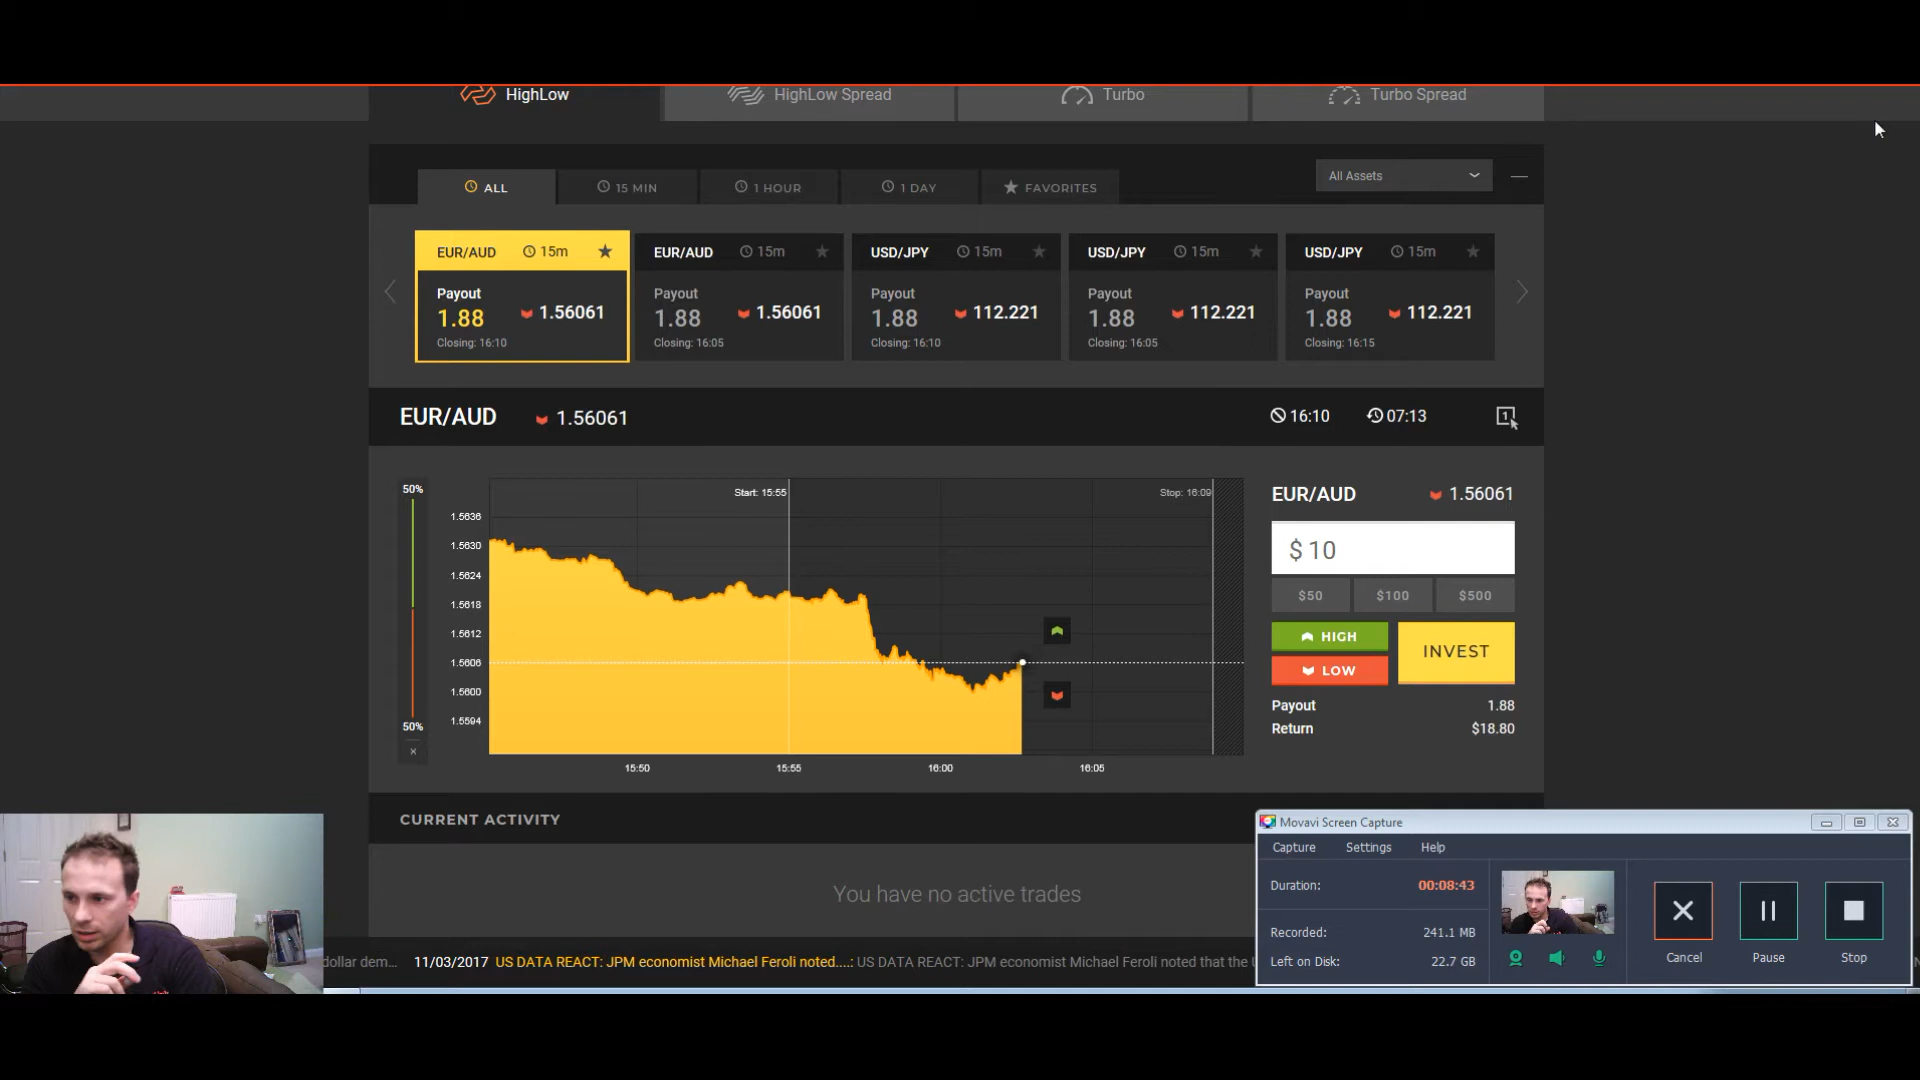 HighLow HighLow Spread Turbo Turbo Spread
ALL 15 MIN 1 HOUR 1 DAY FAVORITES All Assets
EUR/AUD 15m EUR/AUD 15m USD/JPY 15m USD/JPY 15m USD/JPY 15m
Payout Payout Payout Payout Payout
1.88 1.56061 1.88 1.56061 1.88 112.221 1.88 112.221 1.88 112.221
Closing: 16:10 Closing: 16:05 Closing: 16:10 Closing: 16:05 Closing: 16:15
EUR/AUD 1.56061 16:10 07:13 1
50%
Start: 15:55 Stop: 16:09
1.5636
1.5630
1.5624
1.5618
1.5612
1.5606
1.5600
1.5594
50%
15:50 15:55 16:00 16:05
EUR/AUD 1.56061
$ 10
$50 $100 $500
HIGH
LOW
INVEST
Payout 1.88
Return $18.80
CURRENT ACTIVITY
You have no active trades
dollar dem... 11/03/2017 US DATA REACT: JPM economist Michael Feroli noted....: US DATA REACT: JPM economist Michael Feroli noted that the
Movavi Screen Capture
Capture Settings Help
Duration: 00:08:43
Recorded: 241.1 MB
Left on Disk: 22.7 GB
Cancel Pause Stop